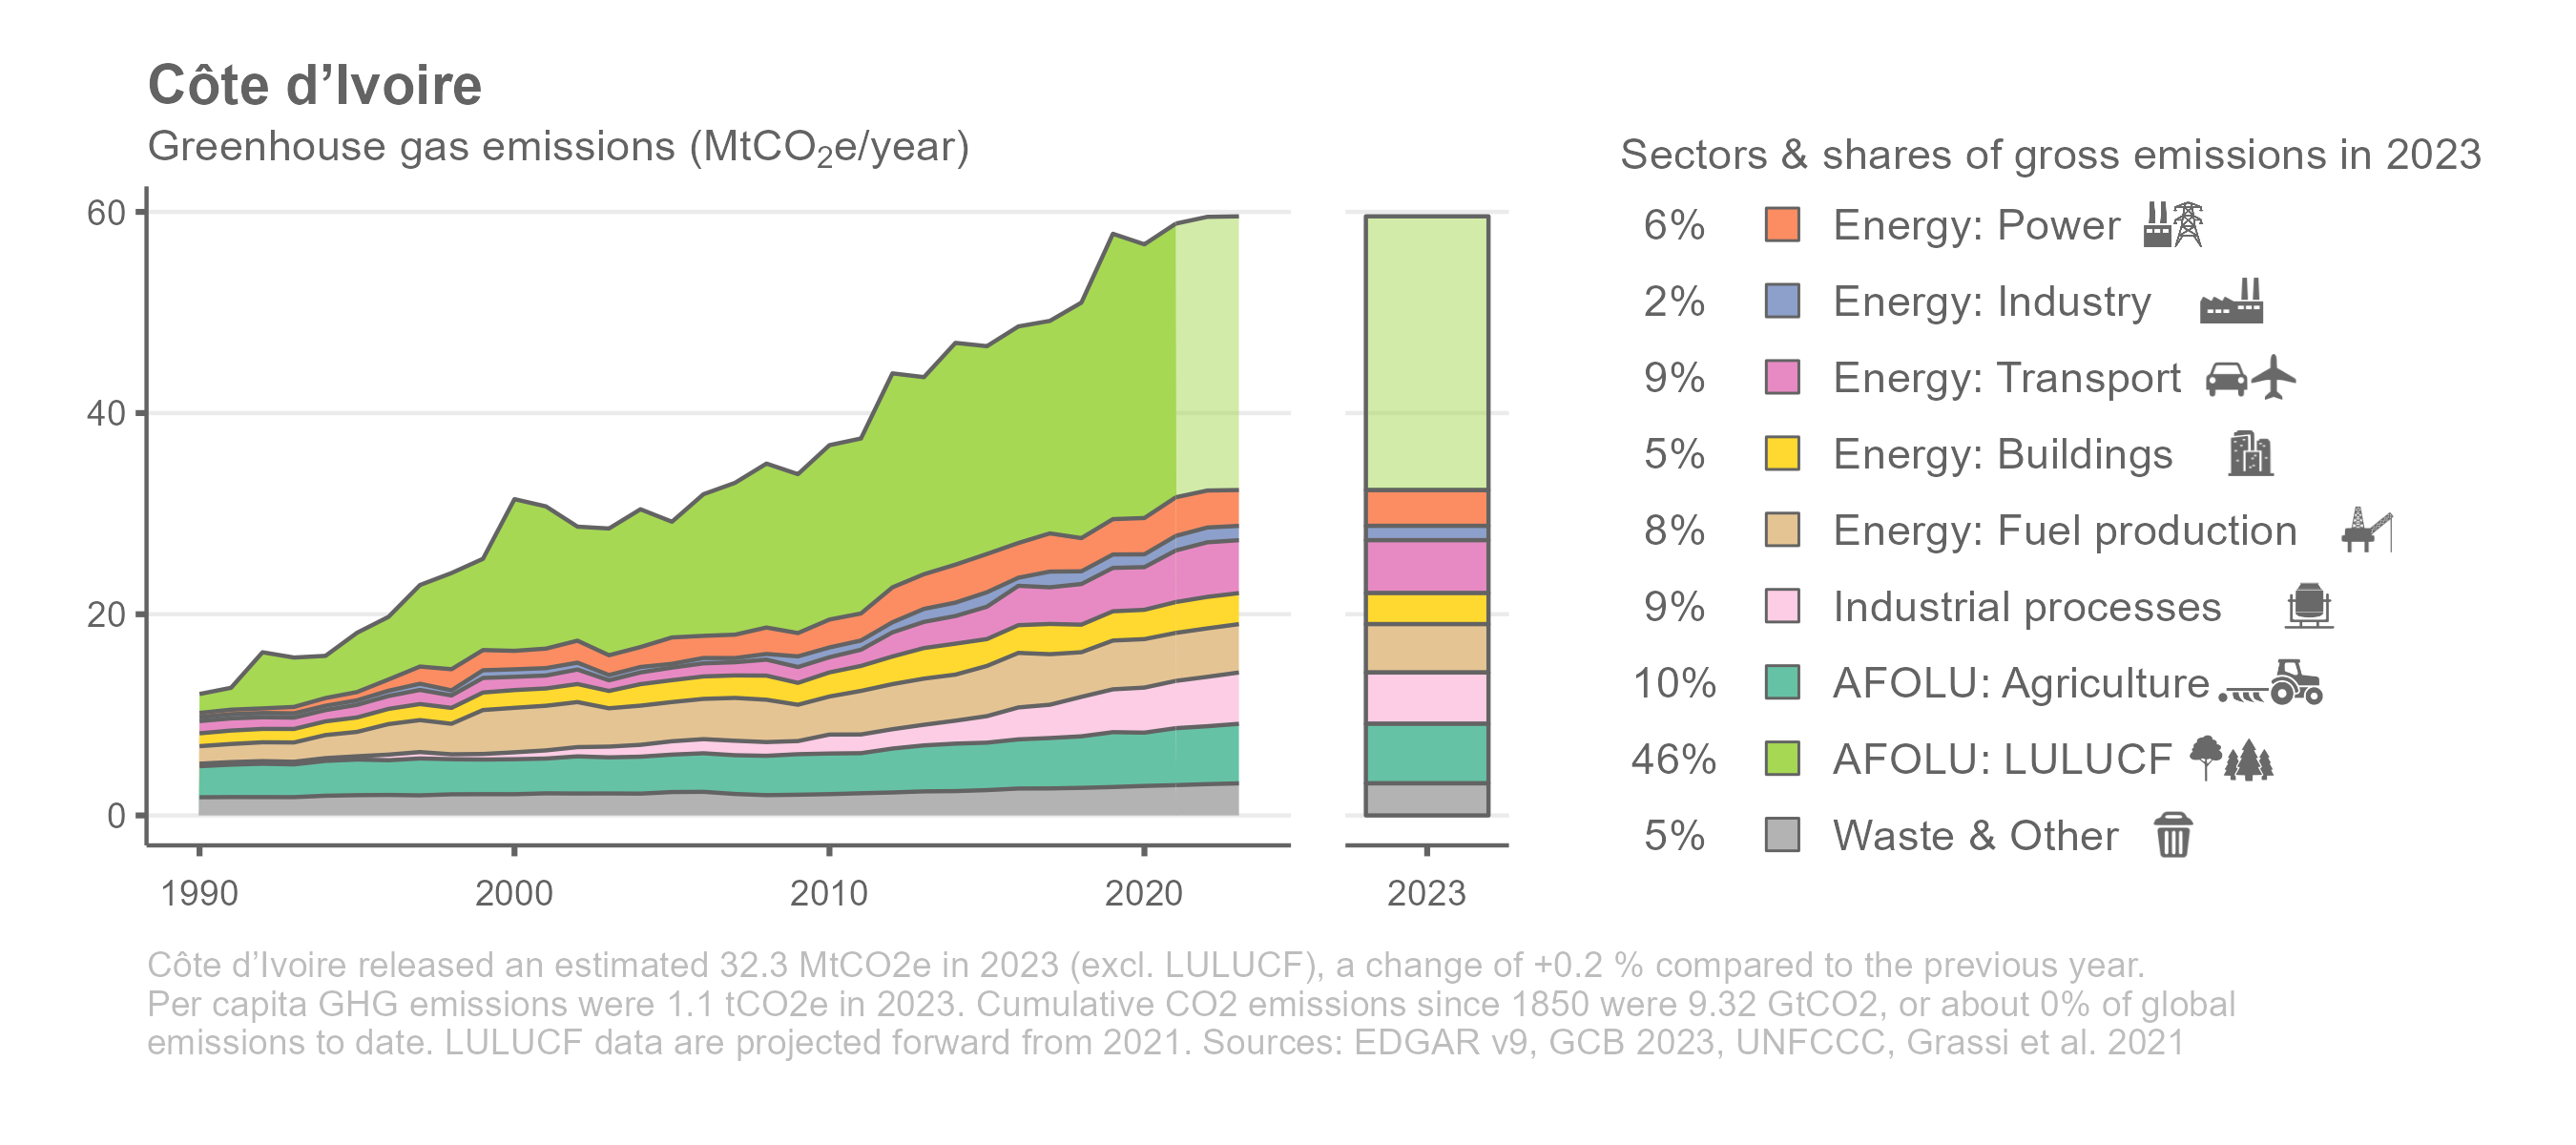 Côte d’Ivoire
Greenhouse gas emissions (MtCO₂e/year)
60
40
20
0
1990
2000
2010
2020
2023
Sectors & shares of gross emissions in 2023
6% Energy: Power
2% Energy: Industry
9% Energy: Transport
5% Energy: Buildings
8% Energy: Fuel production
9% Industrial processes
10% AFOLU: Agriculture
46% AFOLU: LULUCF
5% Waste & Other
Côte d’Ivoire released an estimated 32.3 MtCO2e in 2023 (excl. LULUCF), a change of +0.2 % compared to the previous year.
Per capita GHG emissions were 1.1 tCO2e in 2023. Cumulative CO2 emissions since 1850 were 9.32 GtCO2, or about 0% of global
emissions to date. LULUCF data are projected forward from 2021. Sources: EDGAR v9, GCB 2023, UNFCCC, Grassi et al. 2021